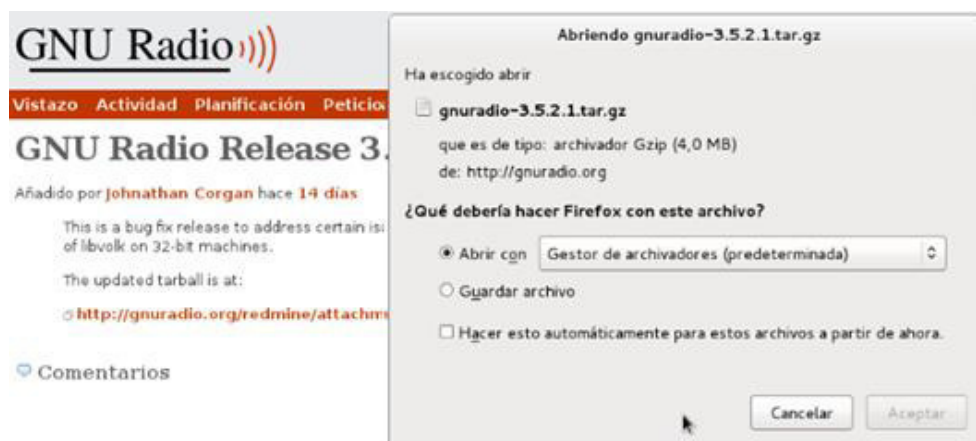 GNU Radio
Vistazo Actividad Planificación
GNU Radio Release 3.
Añadido por Johnathan Corgan hace 14 días
This is a bug fix release to address certain
of libvolk on 32-bit machines.
The updated tarball is at:
http://gnuradio.org/redmine/attachm
Comentarios
Abriendo gnuradio-3.5.2.1.tar.gz
Ha escogido abrir
gnuradio-3.5.2.1.tar.gz
que es de tipo: archivador Gzip (4,0 MB)
de: http://gnuradio.org
¿Qué debería hacer Firefox con este archivo?
Abrir con Gestor de archivadores (predeterminada)
Guardar archivo
Hacer esto automáticamente para estos archivos a partir de ahora.
Cancelar Aceptar